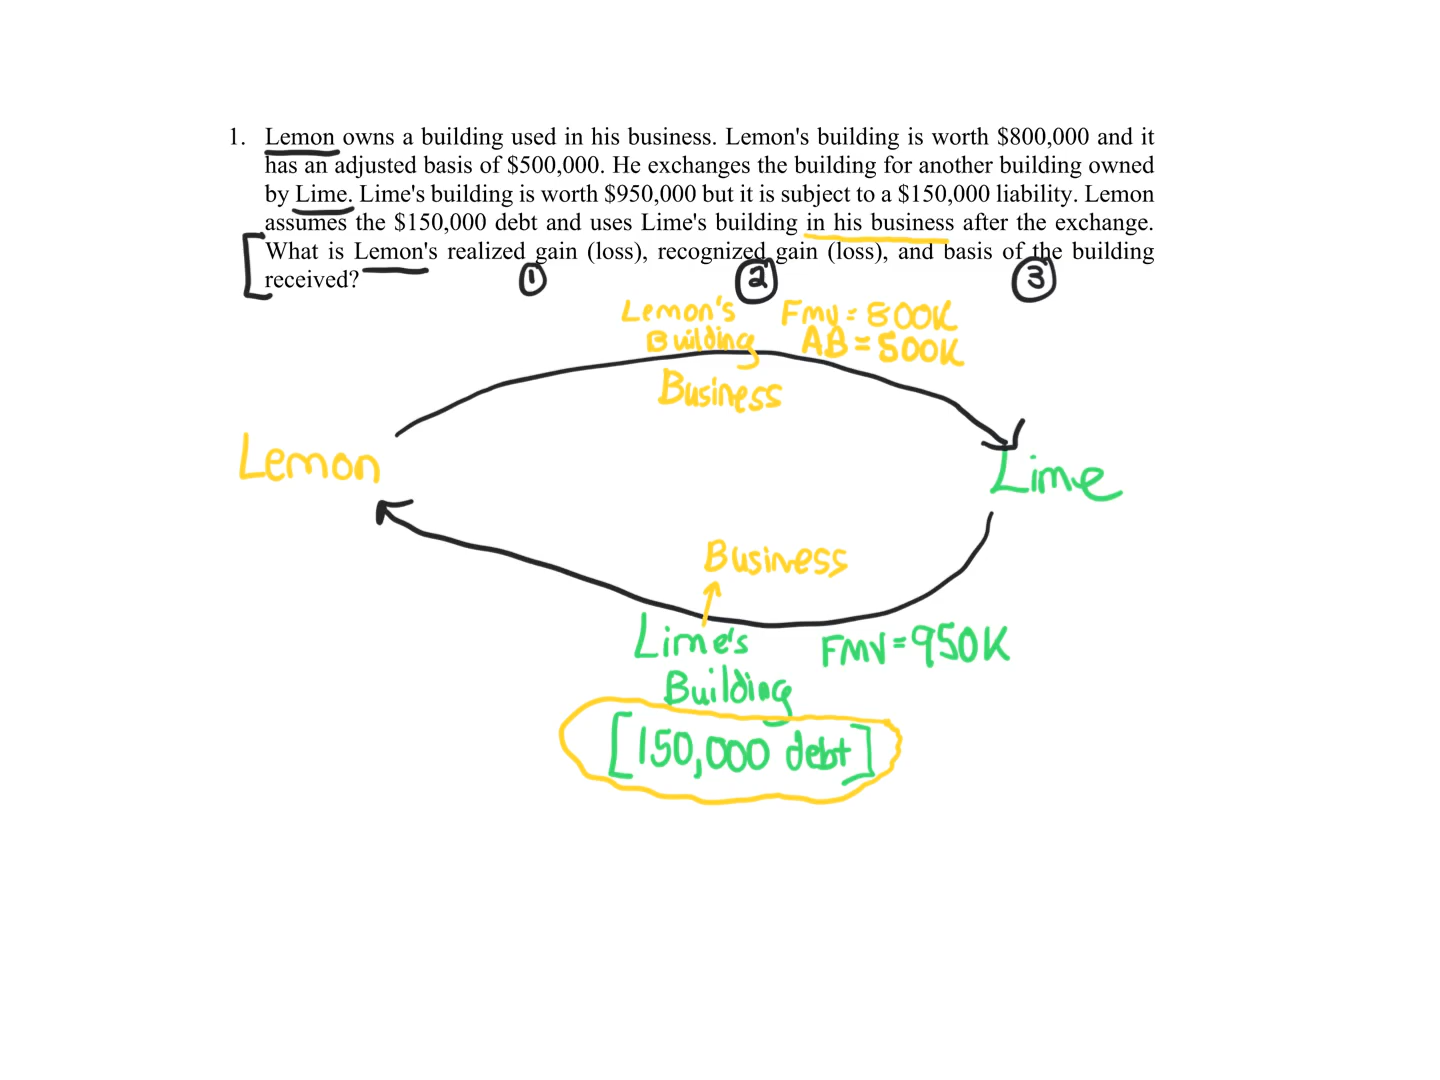 1. Lemon owns a building used in his business. Lemon's building is worth $800,000 and it
has an adjusted basis of $500,000. He exchanges the building for another building owned
by Lime. Lime's building is worth $950,000 but it is subject to a $150,000 liability. Lemon
assumes the $150,000 debt and uses Lime's building in his business after the exchange.
What is Lemon's realized gain (loss), recognized gain (loss), and basis of the building
received?
1 2 3
Lemon's Fmv = 800K
Building AB = 500K
Business
Lemon
Lime
Business
Lime's FMV = 950K
Building
[150,000 debt]